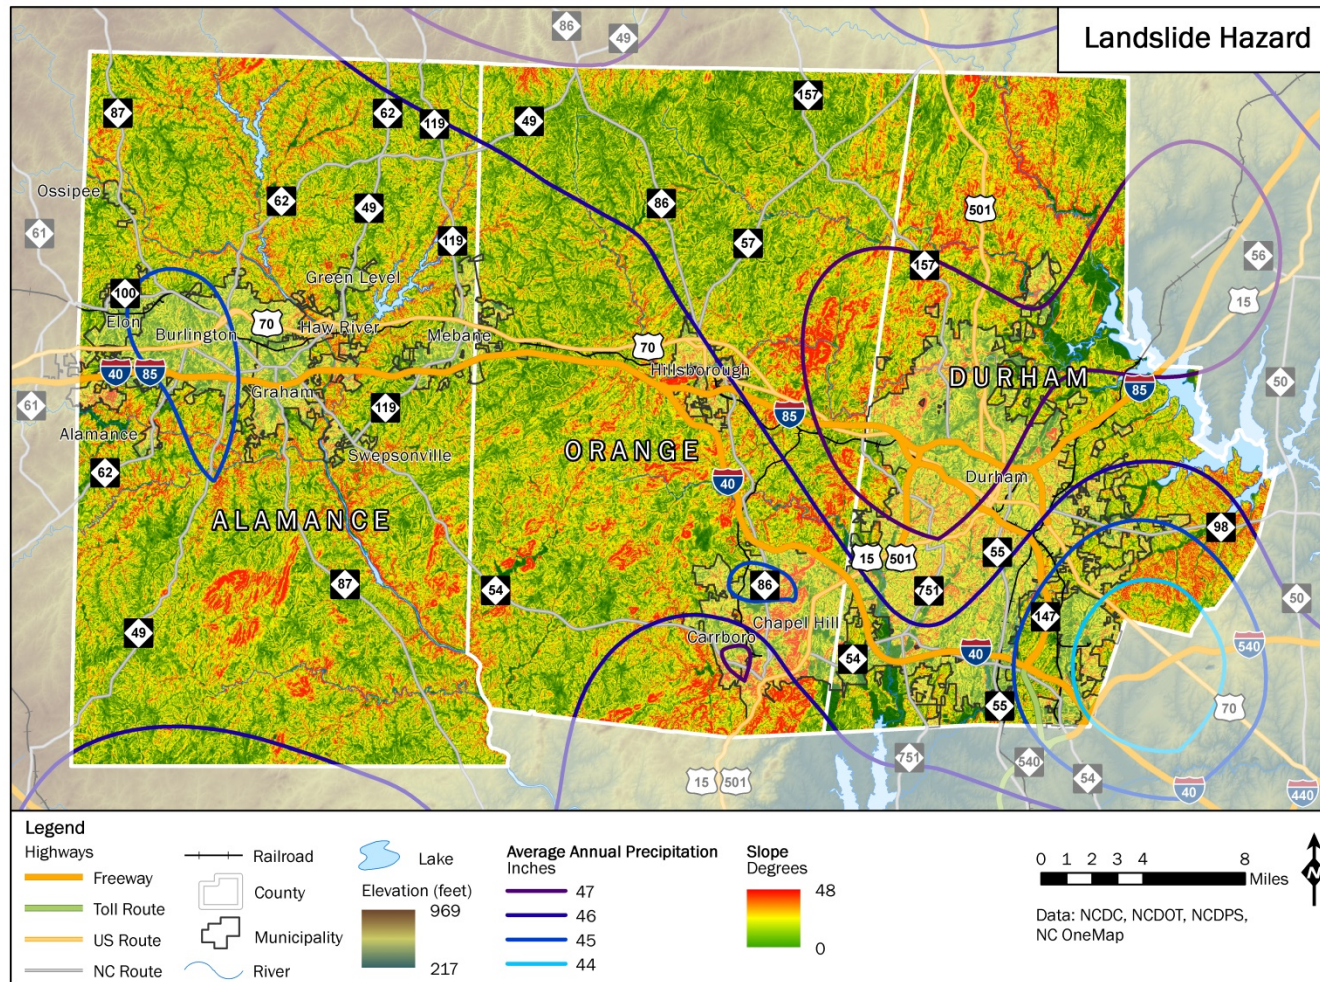 Landslide Hazard
86
49
87
62
119
49
157
Ossipee
62
49
86
501
61
119
57
157
56
Green Level
100
15
Elon
Burlington
70
Haw River
Mebane
70
Hillsborough
40
85
DURHAM
85
50
61
Graham
119
85
Alamance
Swepsonville
ORANGE
62
40
Durham
98
ALAMANCE
15
501
55
87
54
86
751
50
49
Carrboro
Chapel Hill
147
54
40
540
55
70
15
501
751
540
54
40
440
Legend
Highways
Freeway
Toll Route
US Route
NC Route
Railroad
County
Municipality
River
Lake
Elevation (feet)
969
217
Average Annual Precipitation
Inches
47
46
45
44
Slope
Degrees
48
0
0 1 2 3 4 8
Miles
N
Data: NCDC, NCDOT, NCDPS,
NC OneMap